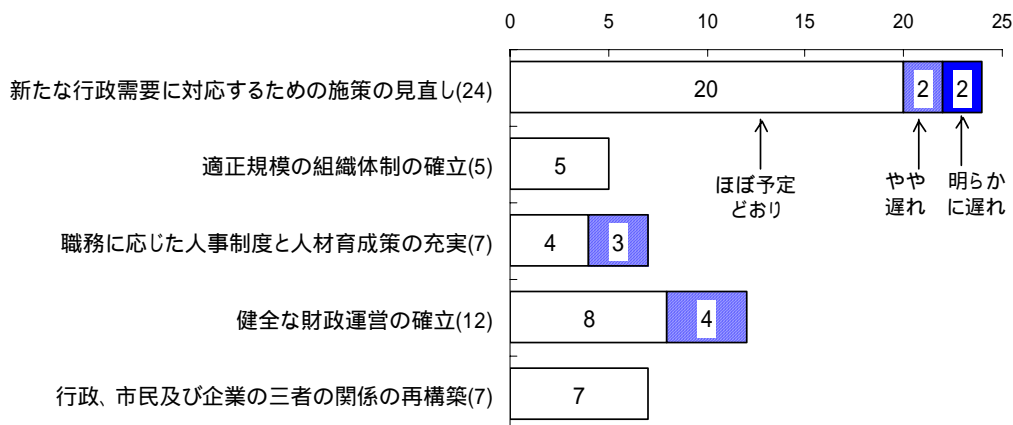 0 5 10 15 20 25
新たな行政需要に対応するための施策の見直し(24)
20 2 2
ほぼ予定
どおり
やや
遅れ
明らか
に遅れ
適正規模の組織体制の確立(5)
5
職務に応じた人事制度と人材育成策の充実(7)
4 3
健全な財政運営の確立(12)
8 4
行政、市民及び企業の三者の関係の再構築(7)
7